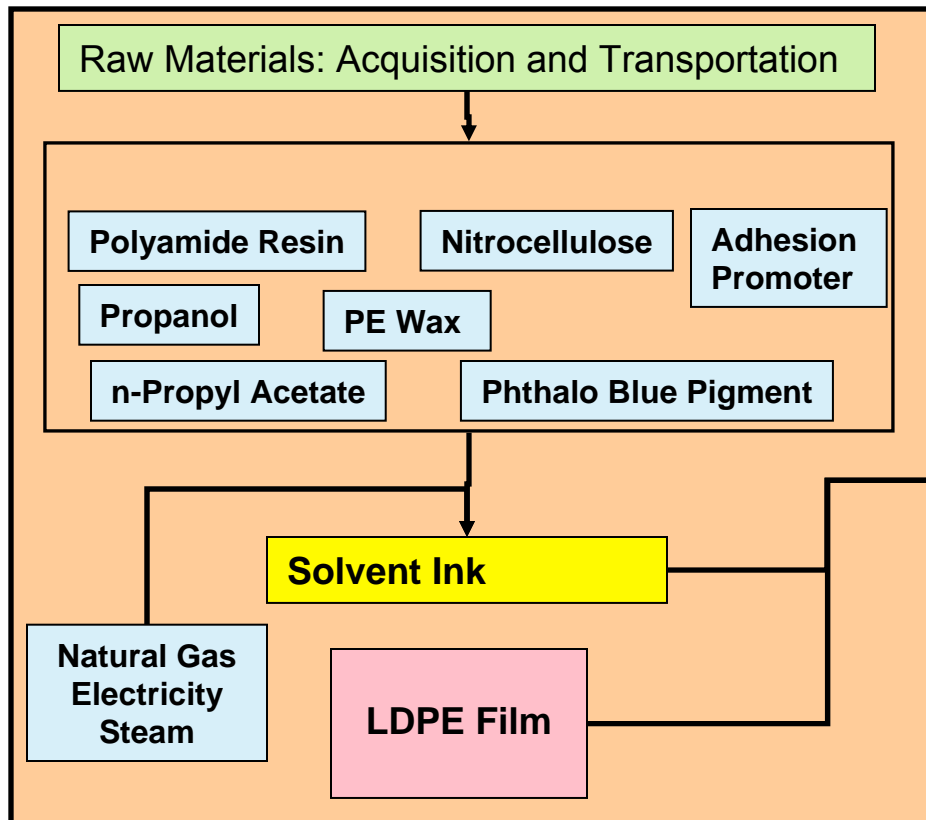 Raw Materials: Acquisition and Transportation
Polyamide Resin
Nitrocellulose
Adhesion
Promoter
Propanol
PE Wax
n-Propyl Acetate
Phthalo Blue Pigment
Solvent Ink
Natural Gas
Electricity
Steam
LDPE Film